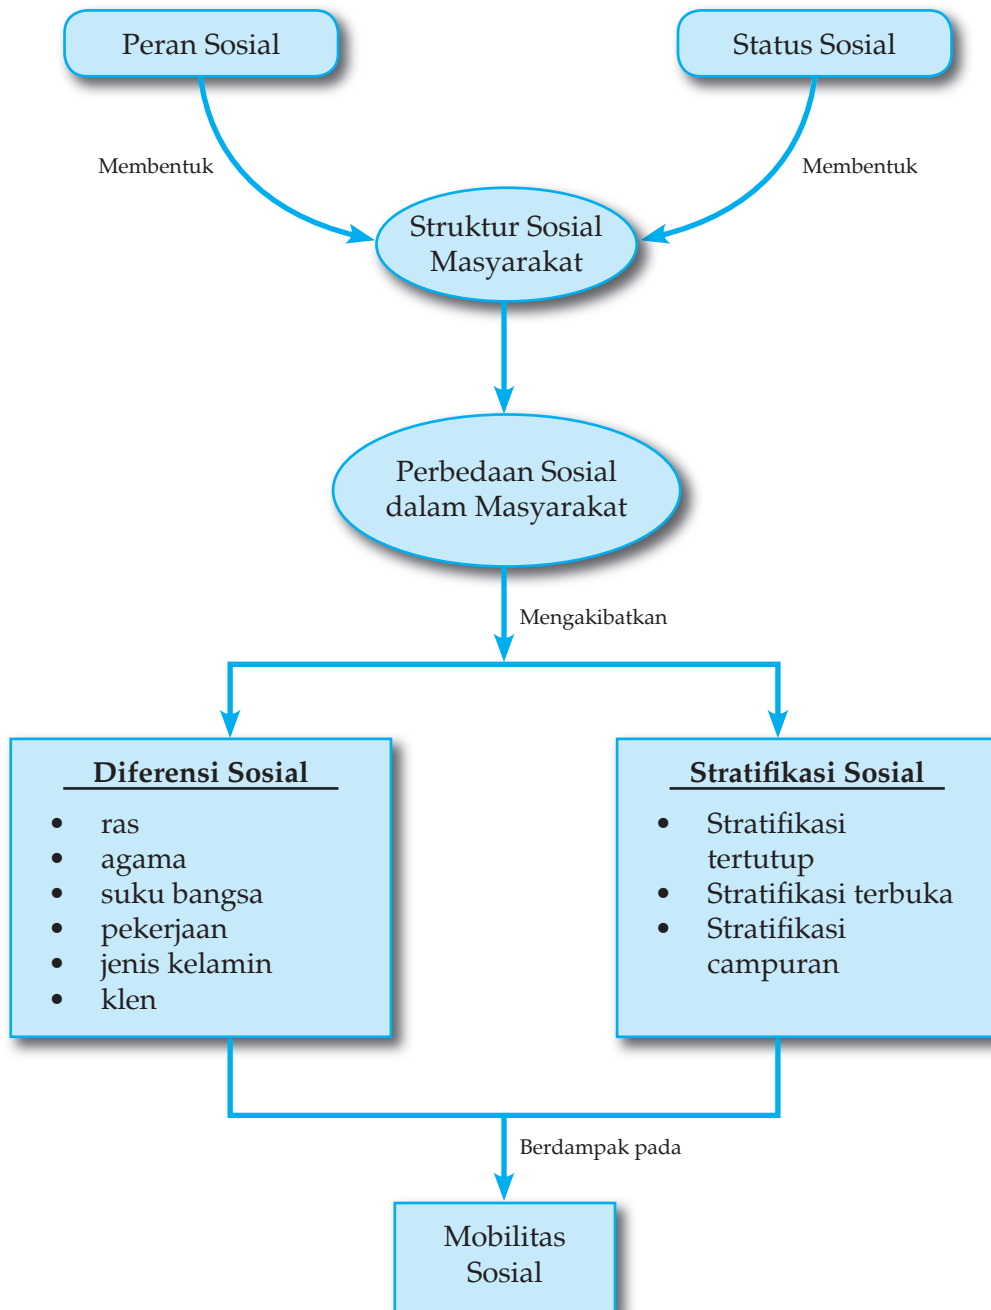 Peran Sosial
Status Sosial
Membentuk
Membentuk
Struktur Sosial
Masyarakat
Perbedaan Sosial
dalam Masyarakat
Mengakibatkan
Diferensi Sosial
• ras
• agama
• suku bangsa
• pekerjaan
• jenis kelamin
• klen
Stratifikasi Sosial
• Stratifikasi
tertutup
• Stratifikasi terbuka
• Stratifikasi
campuran
Berdampak pada
Mobilitas
Sosial